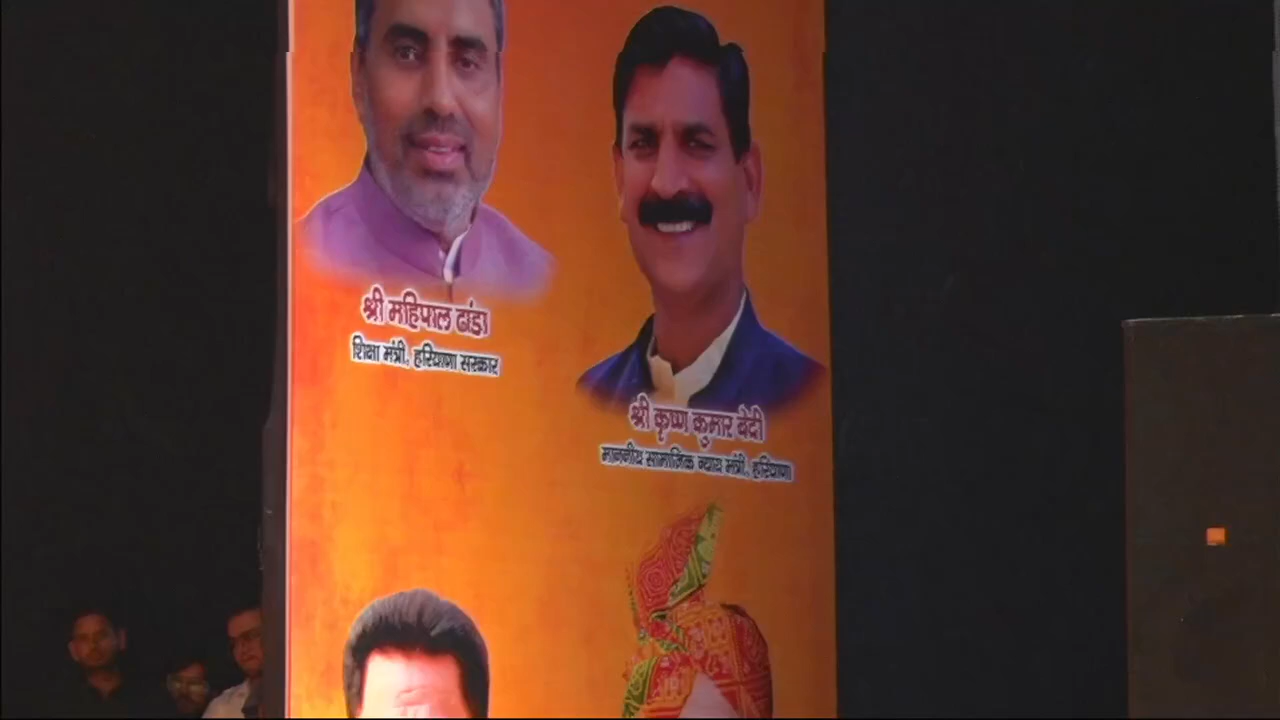 श्री महिपाल ढांडा
शिक्षा मंत्री, हरियाणा सरकार
श्री कृष्ण कुमार बेदी
माननीय सामाजिक न्याय मंत्री, हरियाणा